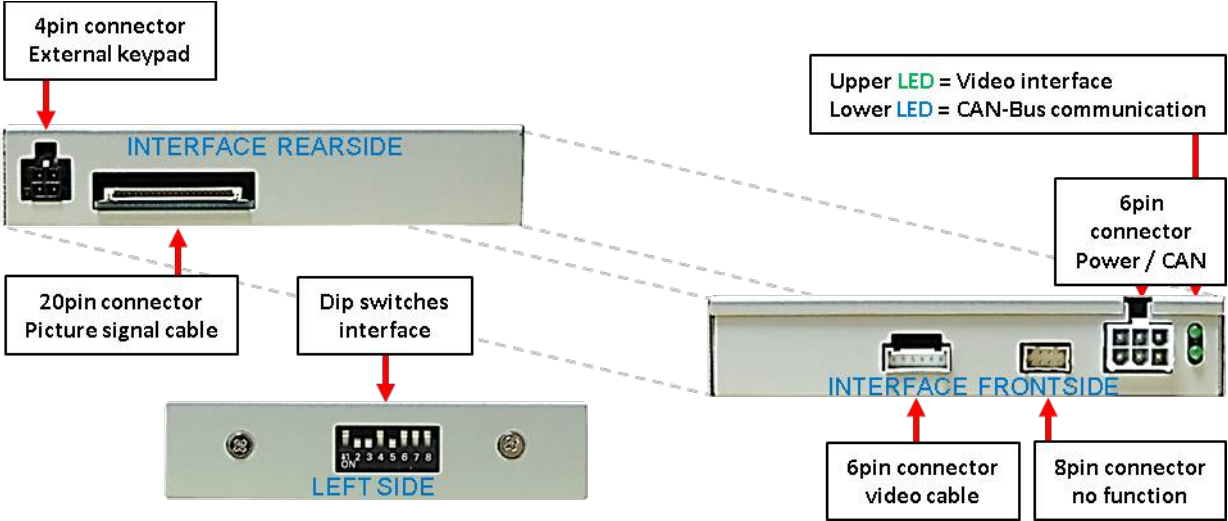 4pin connector
External keypad
Upper LED = Video interface
Lower LED = CAN-Bus communication
INTERFACE REARSIDE
6pin
connector
Power / CAN
20pin connector
Picture signal cable
Dip switches
interface
INTERFACE FRONTSIDE
1 2 3 4 5 6 7 8
ON
LEFT SIDE
6pin connector
video cable
8pin connector
no function